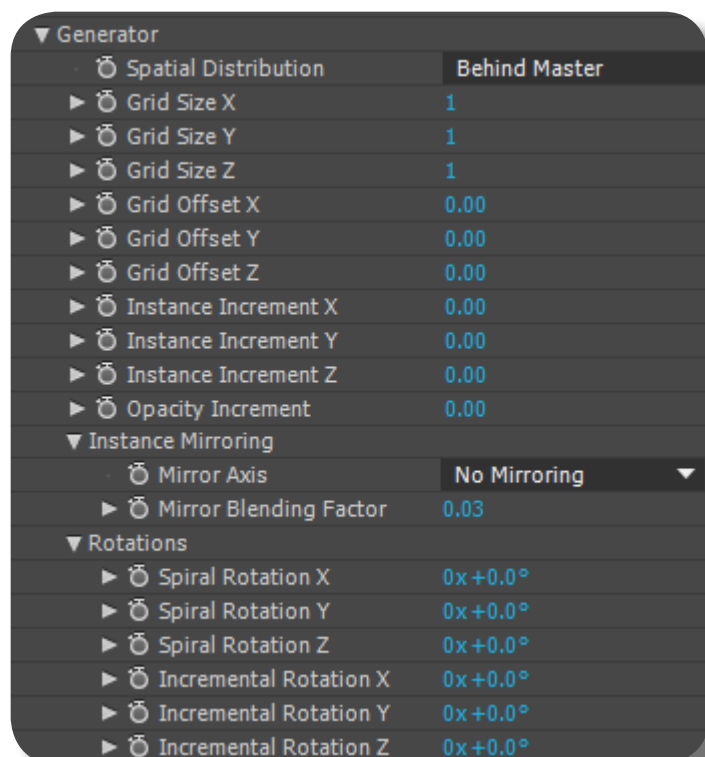 Generator
Spatial Distribution Behind Master
Grid Size X 1
Grid Size Y 1
Grid Size Z 1
Grid Offset X 0.00
Grid Offset Y 0.00
Grid Offset Z 0.00
Instance Increment X 0.00
Instance Increment Y 0.00
Instance Increment Z 0.00
Opacity Increment 0.00
Instance Mirroring
Mirror Axis No Mirroring
Mirror Blending Factor 0.03
Rotations
Spiral Rotation X 0x+0.0°
Spiral Rotation Y 0x+0.0°
Spiral Rotation Z 0x+0.0°
Incremental Rotation X 0x+0.0°
Incremental Rotation Y 0x+0.0°
Incremental Rotation Z 0x+0.0°